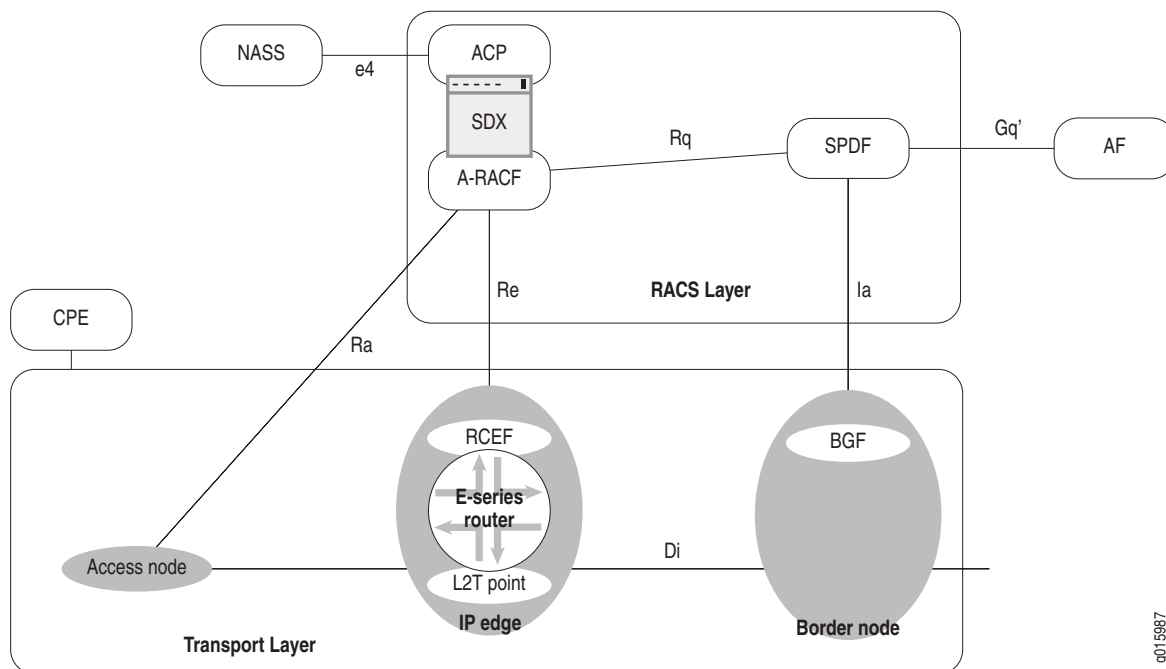 NASS
e4
ACP
SDX
A-RACF
Rq
SPDF
Gq’
AF
Re
RACS Layer
Ia
CPE
Ra
RCEF
BGF
E-series
router
Access node
Di
L2T point
IP edge
Border node
Transport Layer
g015987